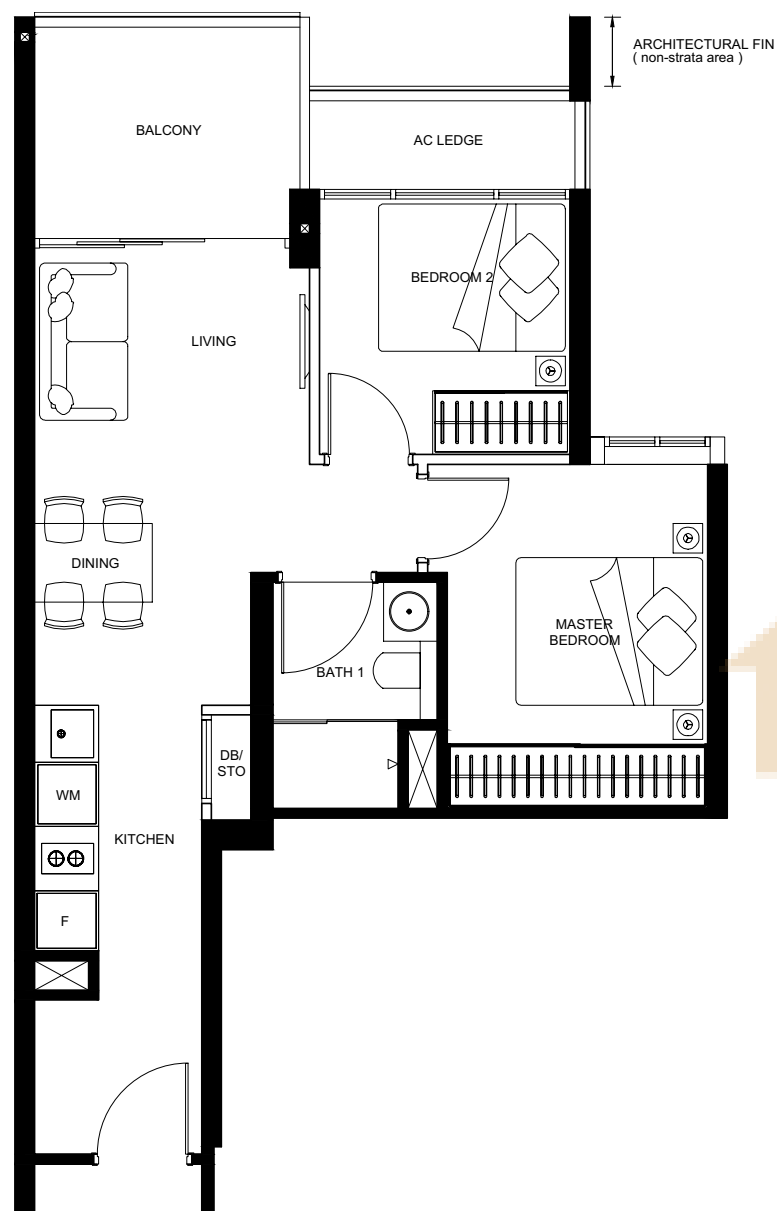 ARCHITECTURAL FIN
( non-strata area )
BALCONY
AC LEDGE
BEDROOM 2
LIVING
DINING
MASTER
BEDROOM
BATH 1
DB/
STO
WM
KITCHEN
F